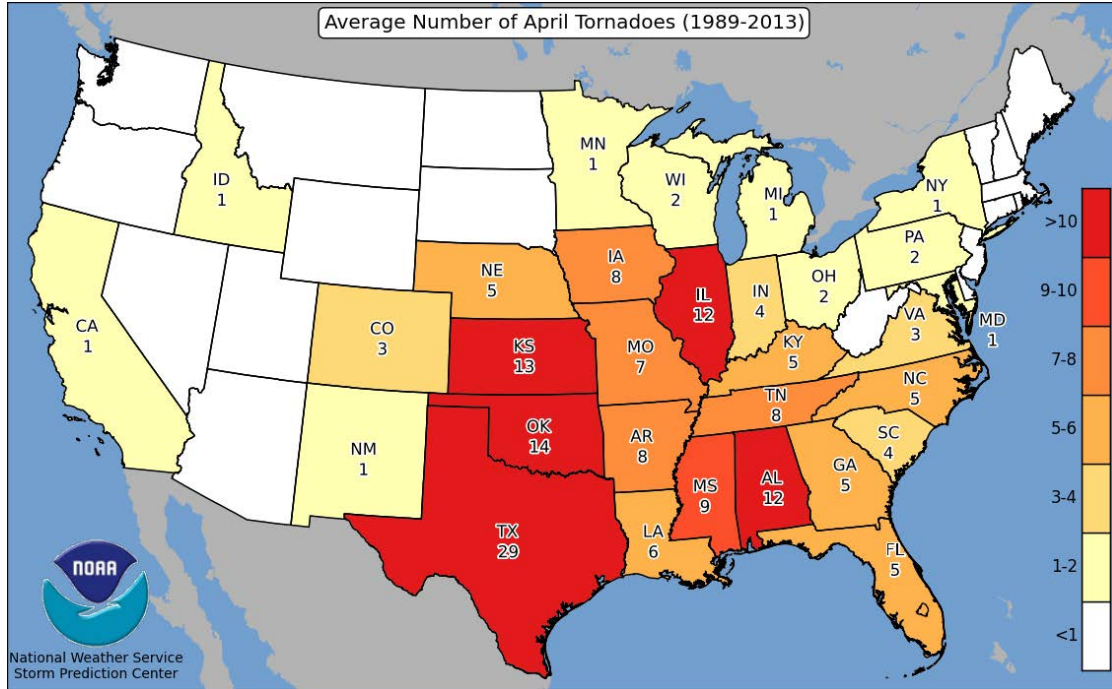 Average Number of April Tornadoes (1989-2013)
MN
1
ID
1
WI
2
MI
1
NY
1
>10
PA
2
IA
8
NE
5
OH
2
9-10
IL
12
IN
4
CA
1
CO
3
VA
3
MD
1
KS
13
MO
7
KY
5
7-8
NC
5
TN
8
OK
14
AR
8
SC
4
5-6
NM
1
GA
5
MS
9
AL
12
3-4
TX
29
LA
6
FL
5
1-2
NOAA
<1
National Weather Service
Storm Prediction Center